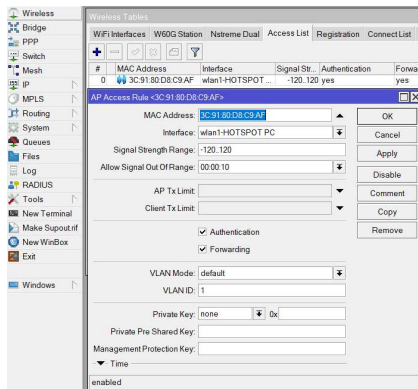 Wireless
Bridge
PPP
Switch
Mesh
IP
MPLS
Routing
System
Queues
Files
Log
RADIUS
Tools
New Terminal
Make Supout.rif
New WinBox
Exit
Windows
Wireless Tables
WiFi Interfaces W60G Station Nstreme Dual Access List Registration Connect List
# MAC Address Interface Signal Str... Authentication Forwa
0 3C:91:80:D8:C9:AF wlan1-HOTSPOT ... -120..120 yes yes
AP Access Rule <3C:91:80:D8:C9:AF>
MAC Address: 3C:91:80:D8:C9:AF
Interface: wlan1-HOTSPOT PC
Signal Strength Range: -120..120
Allow Signal Out Of Range: 00:00:10
AP Tx Limit:
Client Tx Limit:
Authentication
Forwarding
VLAN Mode: default
VLAN ID: 1
Private Key: none 0x
Private Pre Shared Key:
Management Protection Key:
Time
enabled
OK
Cancel
Apply
Disable
Comment
Copy
Remove